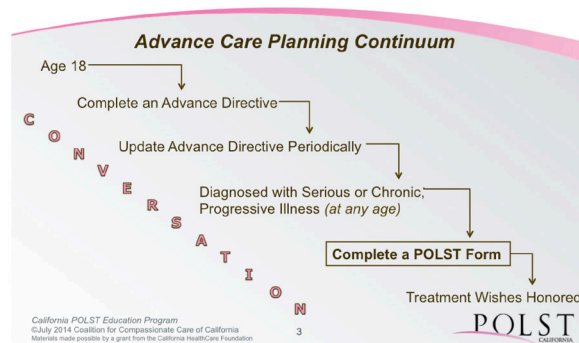 Advance Care Planning Continuum
Age 18
Complete an Advance Directive
Update Advance Directive Periodically
Diagnosed with Serious or Chronic,
Progressive Illness (at any age)
Complete a POLST Form
Treatment Wishes Honored
CONVERSATION
California POLST Education Program
©July 2014 Coalition for Compassionate Care of California
Materials made possible by a grant from the California HealthCare Foundation
3
POLST
CALIFORNIA